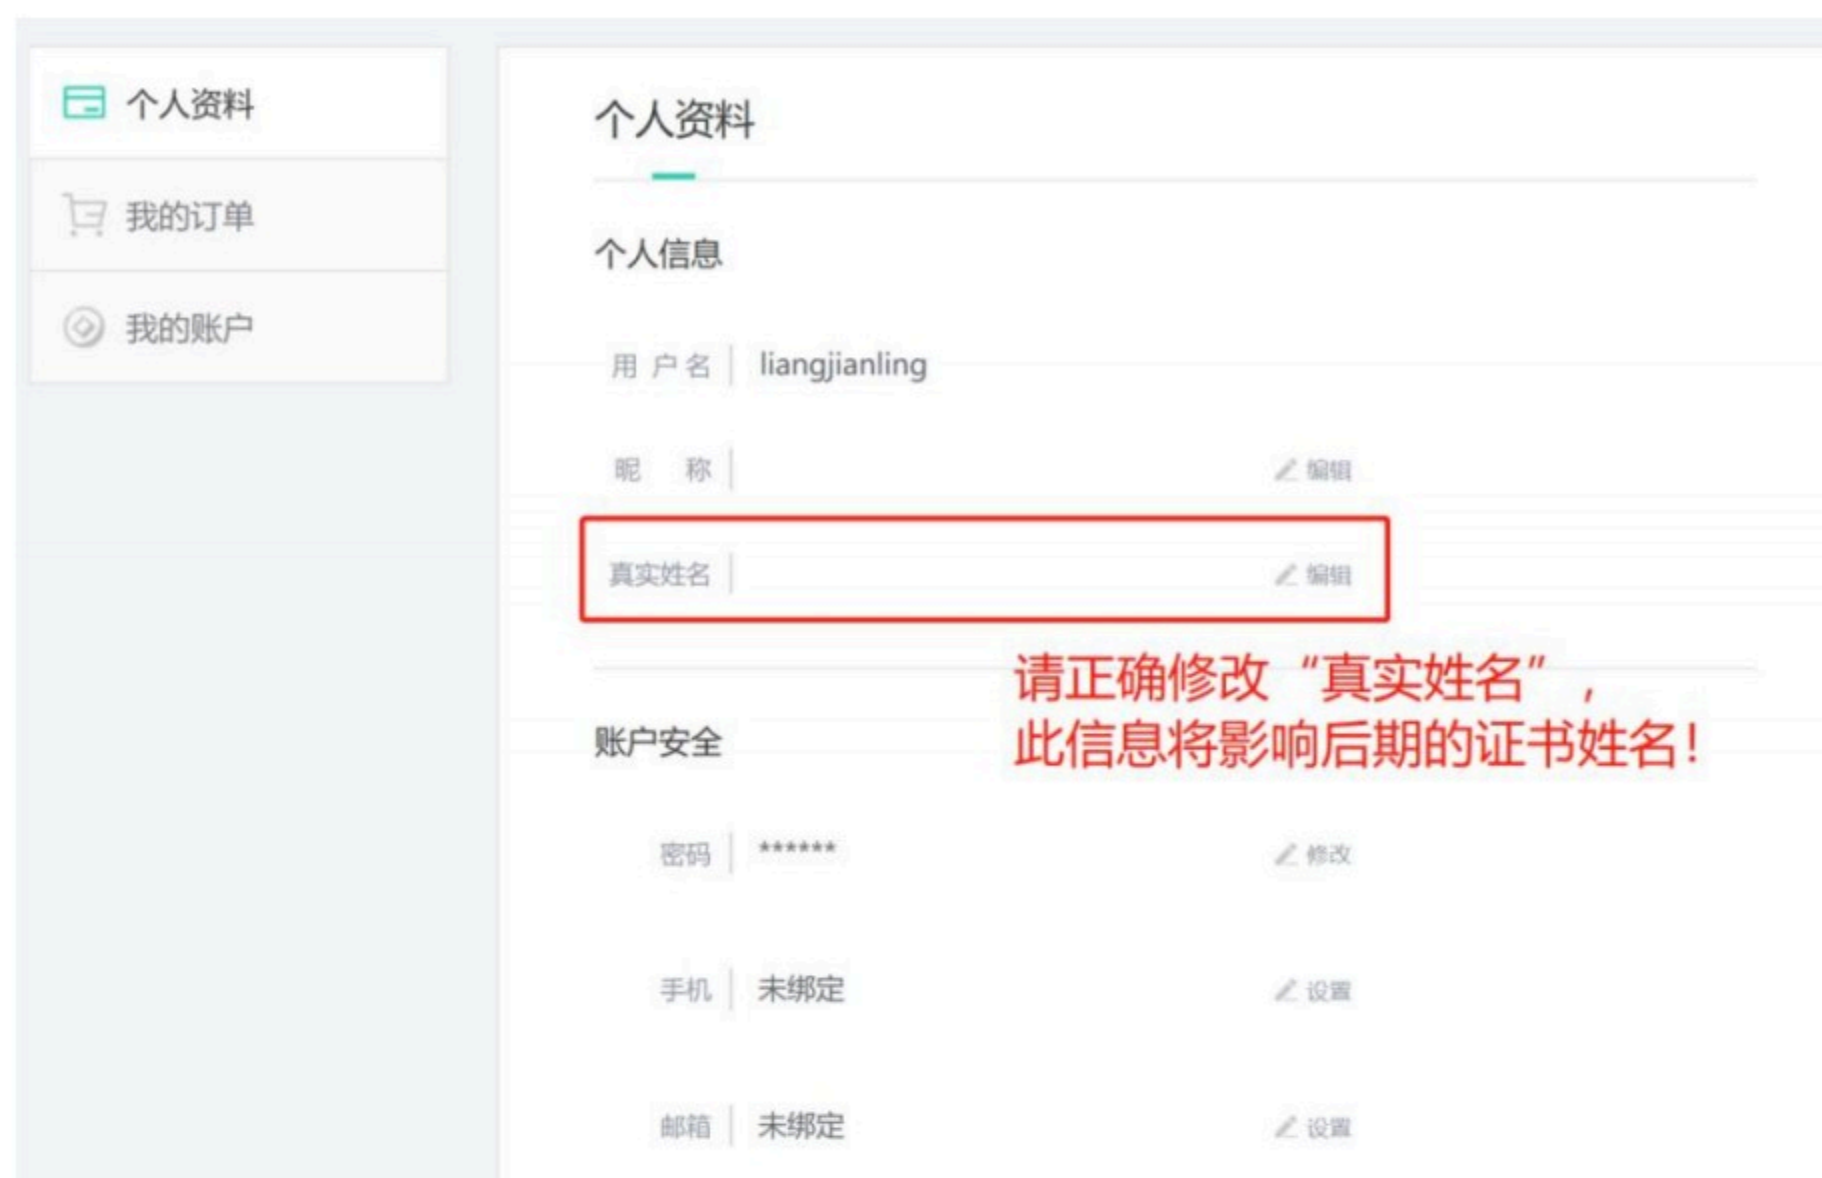 个人资料
我的订单
我的账户
个人资料
个人信息
用户名 liangjianling
昵称 编辑
真实姓名 编辑
请正确修改“真实姓名”，
此信息将影响后期的证书姓名！
账户安全
密码 ****** 修改
手机 未绑定 设置
邮箱 未绑定 设置